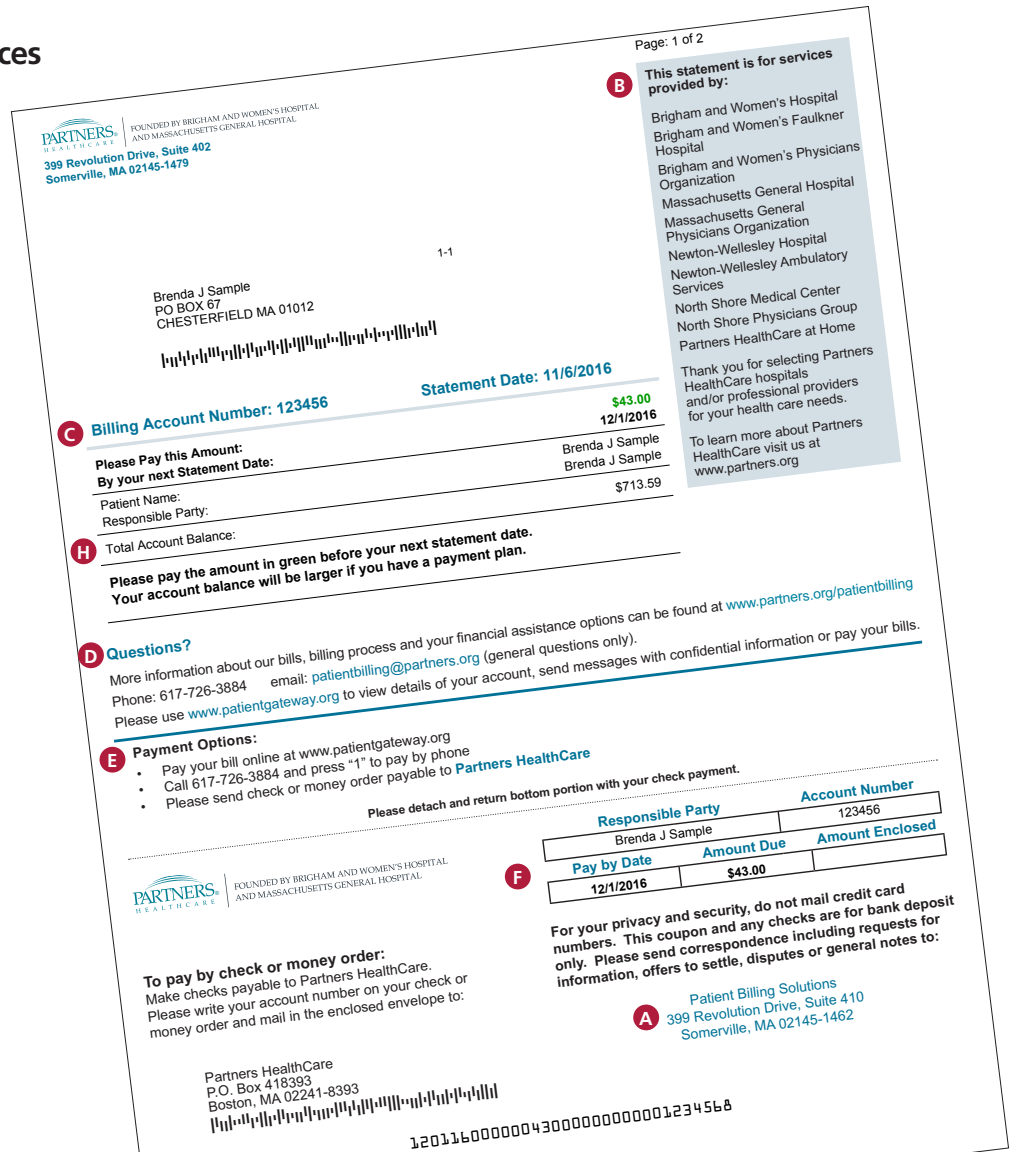 ces
Page: 1 of 2
PARTNERS®
HEALTHCARE
FOUNDED BY BRIGHAM AND WOMEN'S HOSPITAL
AND MASSACHUSETTS GENERAL HOSPITAL
399 Revolution Drive, Suite 402
Somerville, MA 02145-1479
B
This statement is for services
provided by:
Brigham and Women's Hospital
Brigham and Women's Faulkner
Hospital
Brigham and Women's Physicians
Organization
Massachusetts General Hospital
Massachusetts General
Physicians Organization
Newton-Wellesley Hospital
Newton-Wellesley Ambulatory
Services
North Shore Medical Center
North Shore Physicians Group
Partners HealthCare at Home
Thank you for selecting Partners
HealthCare hospitals
and/or professional providers
for your health care needs.
To learn more about Partners
HealthCare visit us at
www.partners.org
1-1
Brenda J Sample
PO BOX 67
CHESTERFIELD MA 01012
C
Billing Account Number: 123456 Statement Date: 11/6/2016
Please Pay this Amount: $43.00
By your next Statement Date: 12/1/2016
Patient Name: Brenda J Sample
Responsible Party: Brenda J Sample
H
Total Account Balance: $713.59
Please pay the amount in green before your next statement date.
Your account balance will be larger if you have a payment plan.
D
Questions?
More information about our bills, billing process and your financial assistance options can be found at www.partners.org/patientbilling
Phone: 617-726-3884 email: patientbilling@partners.org (general questions only).
Please use www.patientgateway.org to view details of your account, send messages with confidential information or pay your bills.
E
Payment Options:
• Pay your bill online at www.patientgateway.org
• Call 617-726-3884 and press “1” to pay by phone
• Please send check or money order payable to Partners HealthCare
Please detach and return bottom portion with your check payment.
PARTNERS®
HEALTHCARE
FOUNDED BY BRIGHAM AND WOMEN'S HOSPITAL
AND MASSACHUSETTS GENERAL HOSPITAL
F
Responsible Party Account Number
Brenda J Sample 123456
Pay by Date Amount Due Amount Enclosed
12/1/2016 $43.00
For your privacy and security, do not mail credit card
numbers. This coupon and any checks are for bank deposit
only. Please send correspondence including requests for
information, offers to settle, disputes or general notes to:
A
Patient Billing Solutions
399 Revolution Drive, Suite 410
Somerville, MA 02145-1462
To pay by check or money order:
Make checks payable to Partners HealthCare.
Please write your account number on your check or
money order and mail in the enclosed envelope to:
Partners HealthCare
P.O. Box 418393
Boston, MA 02241-8393
1201160000004300000000001234568